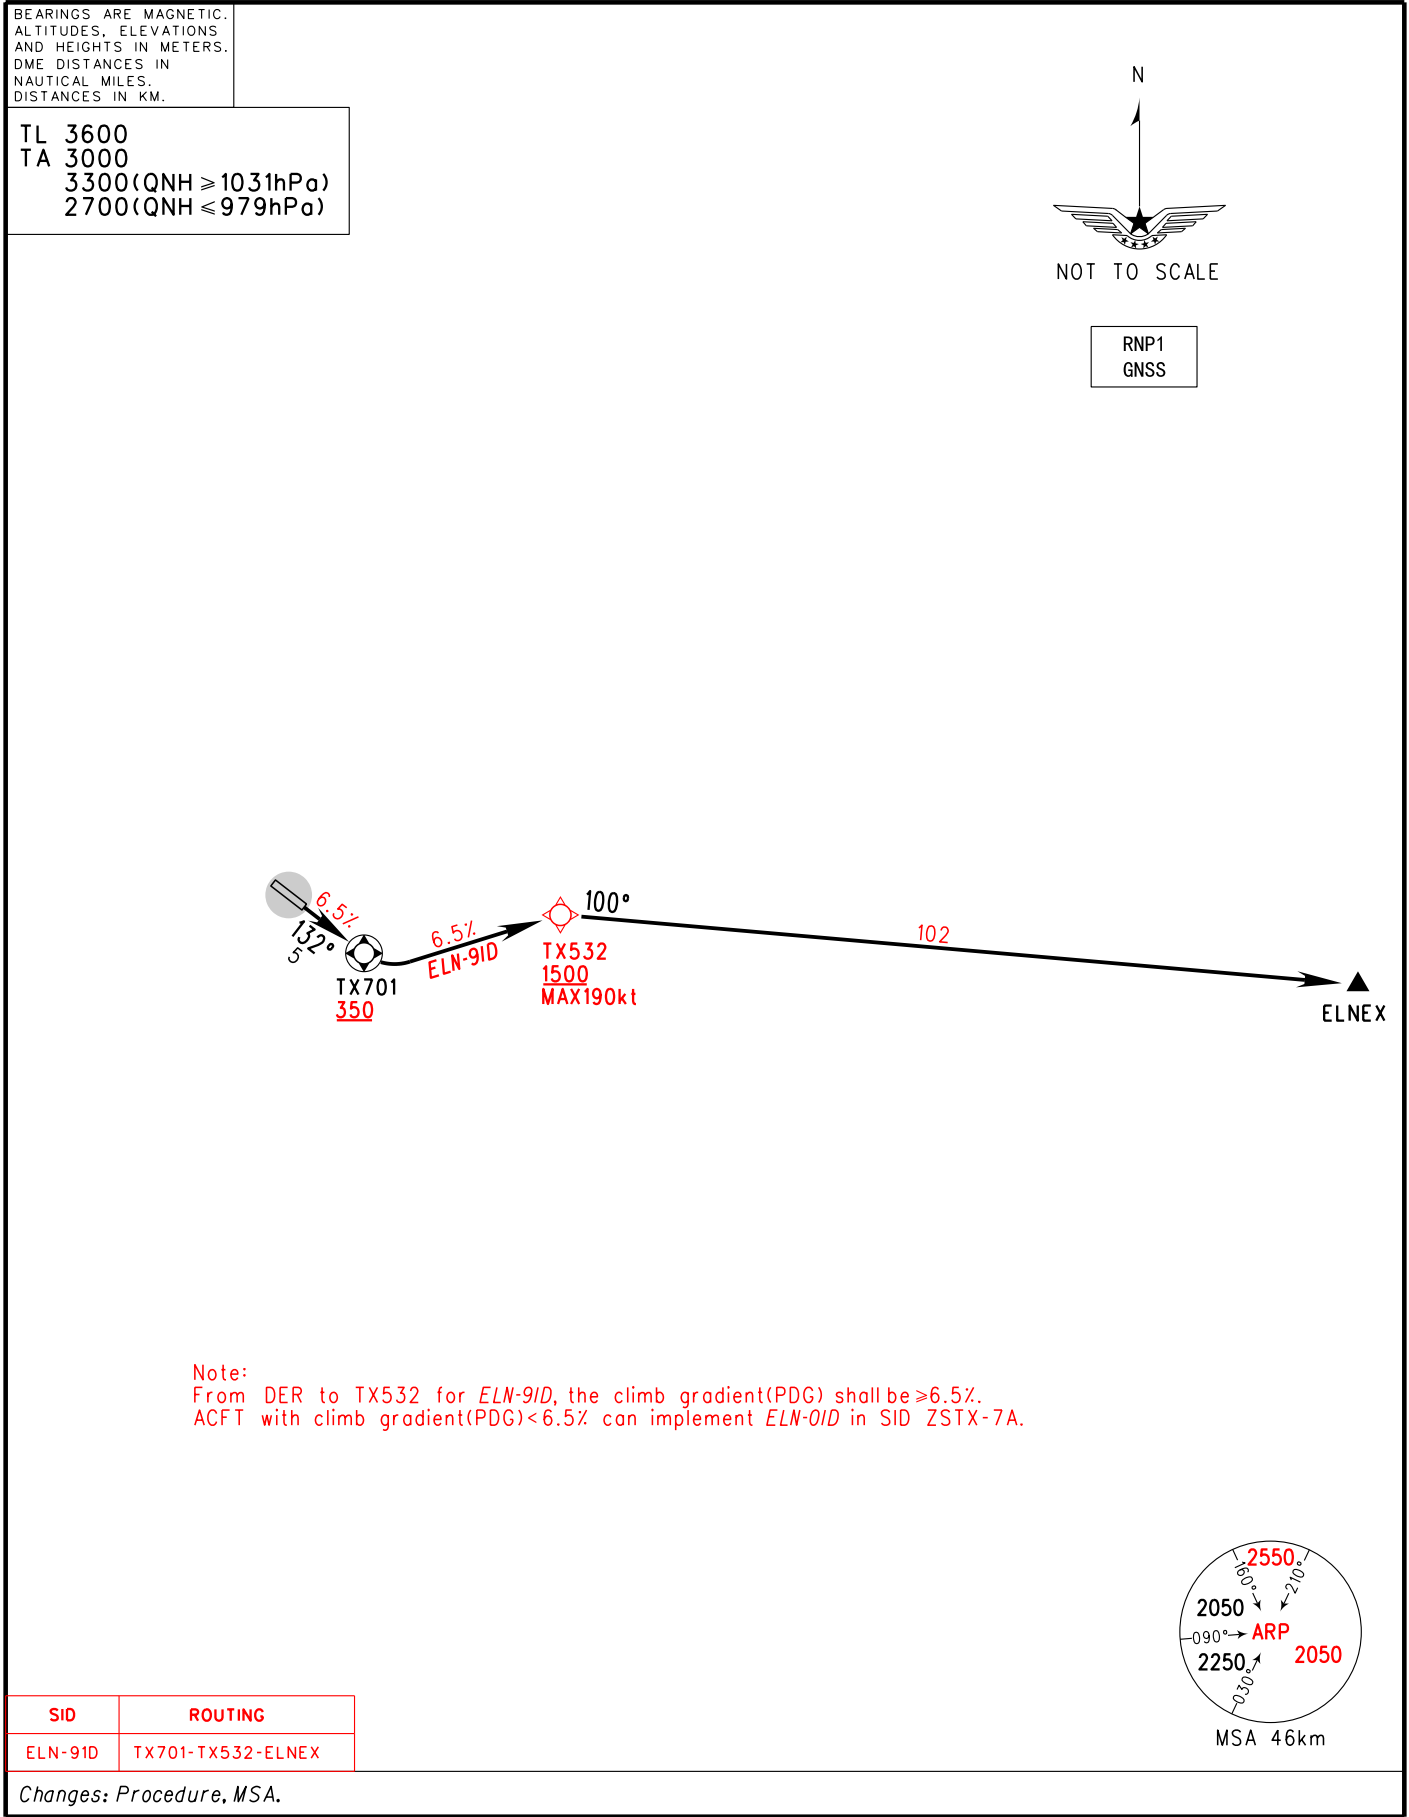 BEARINGS ARE MAGNETIC.
ALTITUDES, ELEVATIONS
AND HEIGHTS IN METERS.
DME DISTANCES IN
NAUTICAL MILES.
DISTANCES IN KM.
TL 3600
TA 3000
3300(QNH≥1031hPa)
2700(QNH≤979hPa)
N
NOT TO SCALE
RNP1
GNSS
6.5%
132°
5
TX701
350
6.5%
ELN-91D
TX532
1500
MAX190kt
100°
102
ELNEX
Note:
From DER to TX532 for ELN-91D, the climb gradient(PDG) shall be≥6.5%.
ACFT with climb gradient(PDG)<6.5% can implement ELN-01D in SID ZSTX-7A.
2550
160°
210°
2050
090°
ARP
2050
2250
030°
MSA 46km
SID ROUTING
ELN-91D TX701-TX532-ELNEX
Changes: Procedure, MSA.